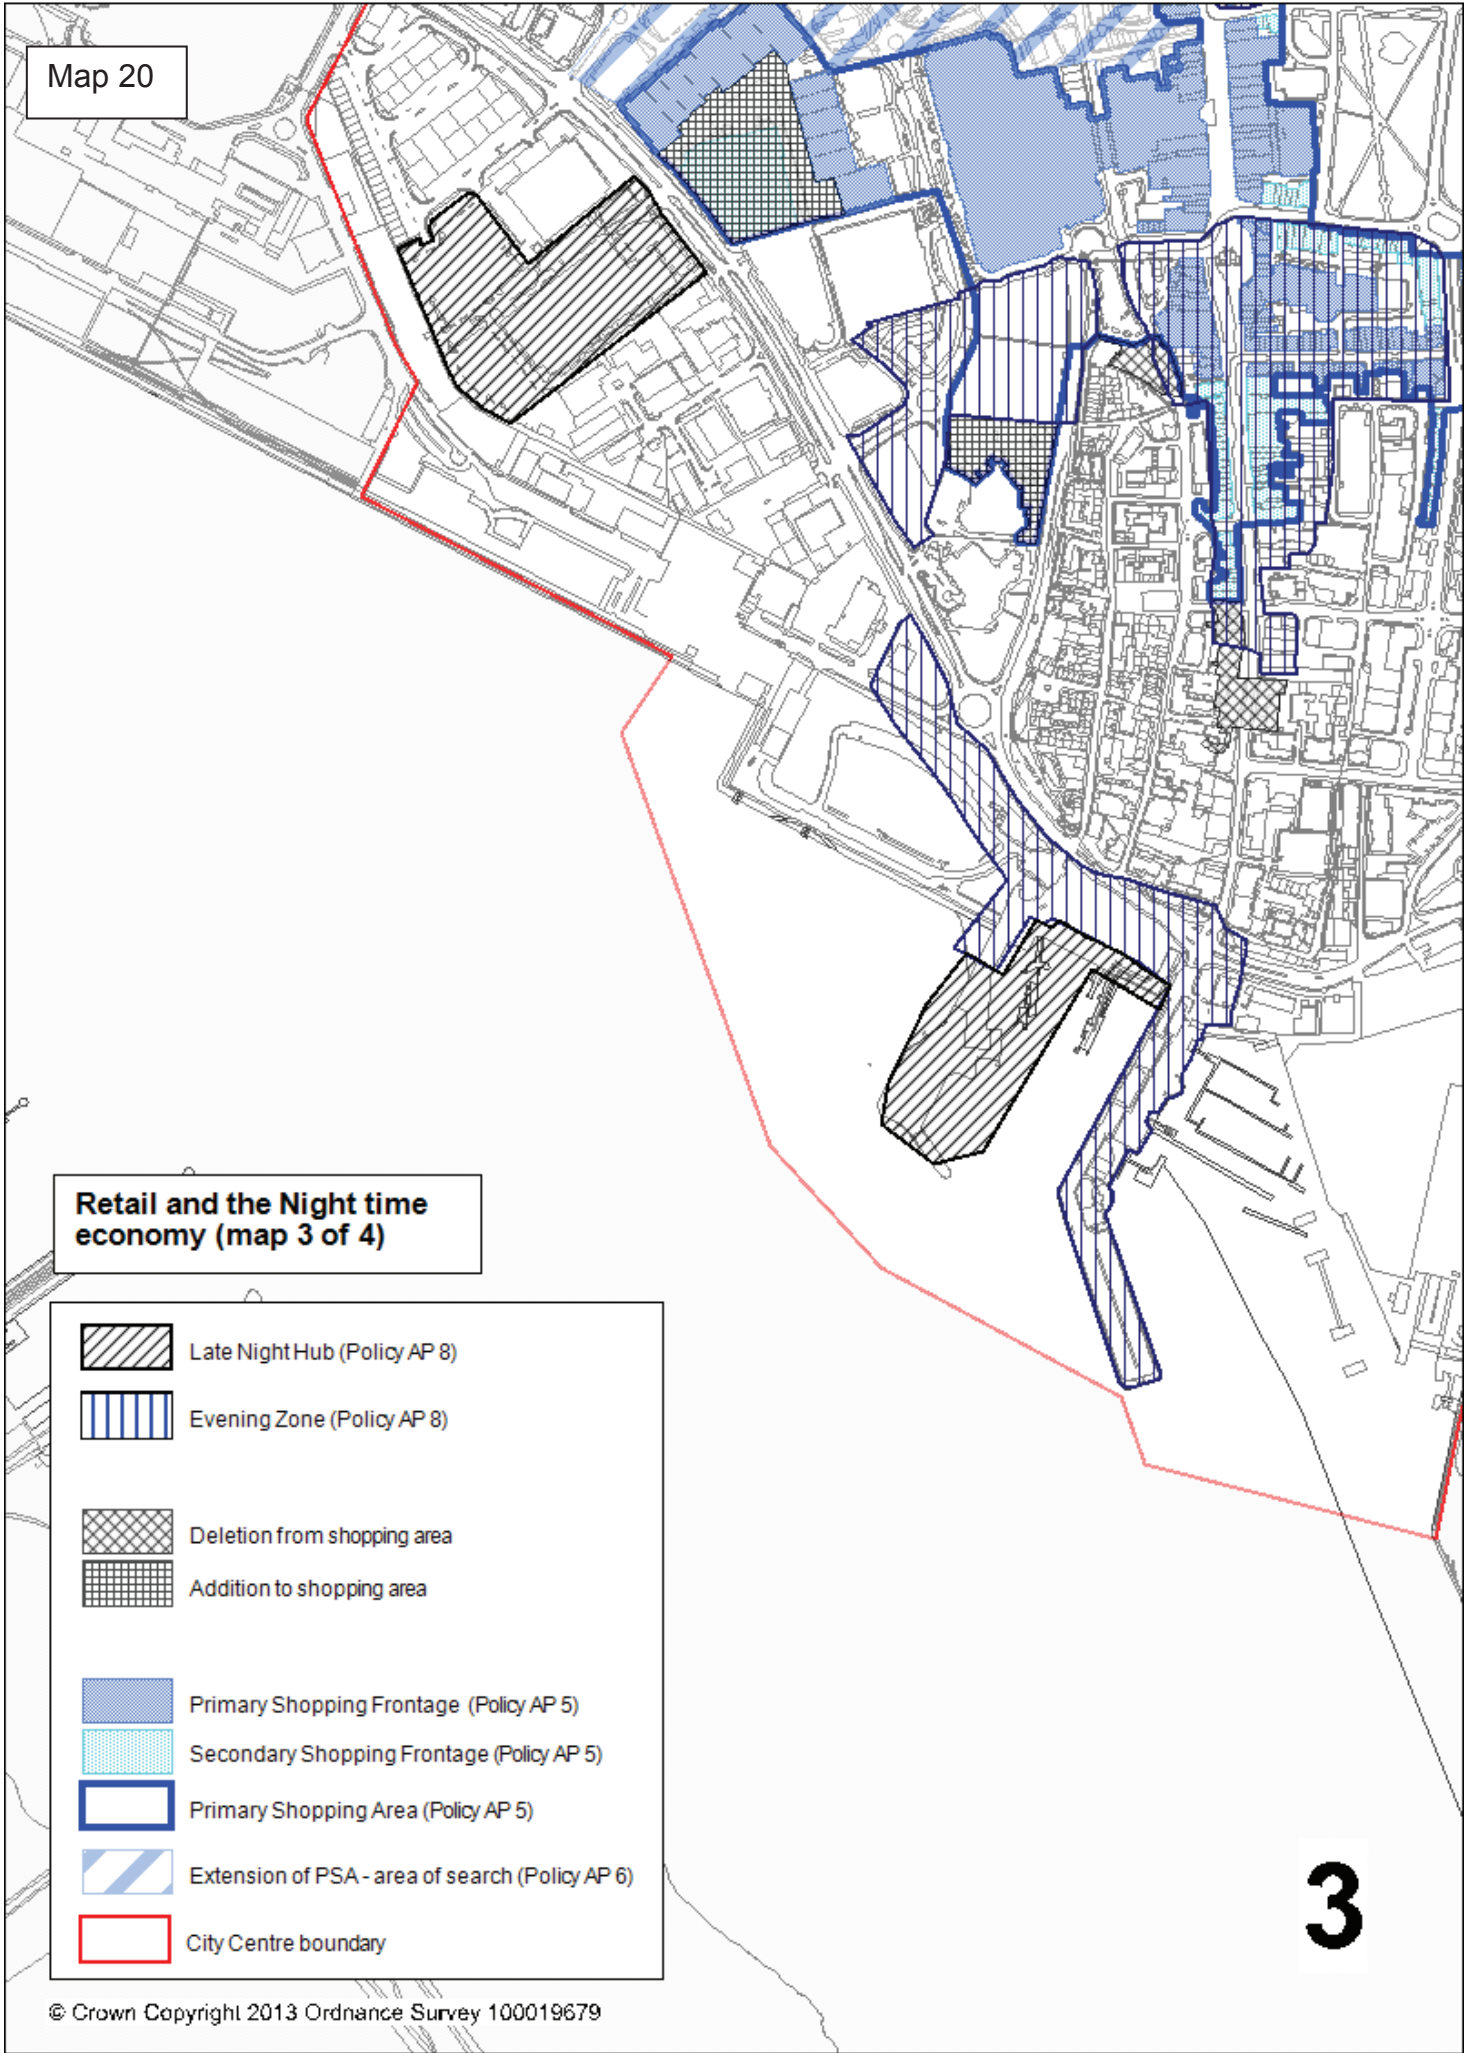 Map 20
Retail and the Night time
economy (map 3 of 4)
Late Night Hub (Policy AP 8)
Evening Zone (Policy AP 8)
Deletion from shopping area
Addition to shopping area
Primary Shopping Frontage (Policy AP 5)
Secondary Shopping Frontage (Policy AP 5)
Primary Shopping Area (Policy AP 5)
Extension of PSA - area of search (Policy AP 6)
City Centre boundary
3
© Crown Copyright 2013 Ordnance Survey 100019679